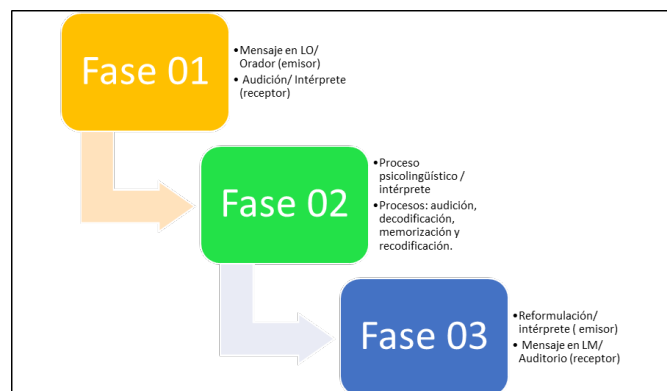 Fase 01
•Mensaje en LO/
Orador (emisor)
• Audición/ Intérprete
(receptor)
Fase 02
•Proceso
psicolingüístico /
intérprete
•Procesos: audición,
decodificación,
memorización y
recodificación.
Fase 03
•Reformulación/
intérprete ( emisor)
• Mensaje en LM/
Auditorio (receptor)